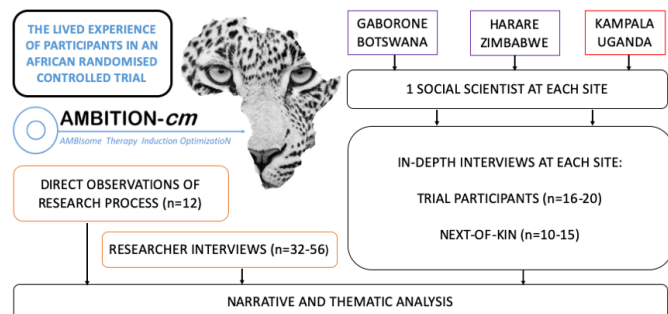 THE LIVED EXPERIENCE
OF PARTICIPANTS IN AN
AFRICAN RANDOMISED
CONTROLLED TRIAL
AMBITION-cm
AMBIsome Therapy Induction OptimizatioN
DIRECT OBSERVATIONS OF
RESEARCH PROCESS (n=12)
RESEARCHER INTERVIEWS (n=32-56)
GABORONE
BOTSWANA
HARARE
ZIMBABWE
KAMPALA
UGANDA
1 SOCIAL SCIENTIST AT EACH SITE
IN-DEPTH INTERVIEWS AT EACH SITE:
TRIAL PARTICIPANTS (n=16-20)
NEXT-OF-KIN (n=10-15)
NARRATIVE AND THEMATIC ANALYSIS